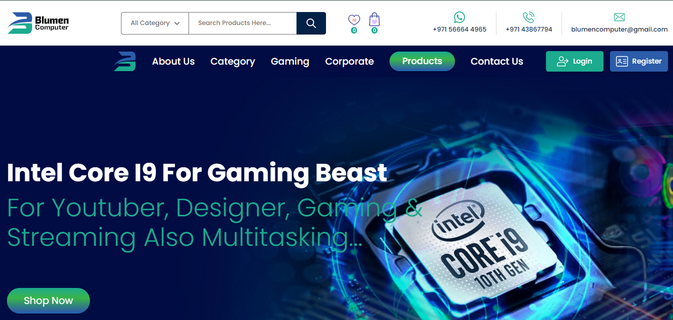 Blumen
Computer
All Category
Search Products Here...
0
0
+971 56664 4965
+971 43867794
blumencomputer@gmail.com
About Us
Category
Gaming
Corporate
Products
Contact Us
Login
Register
Intel Core I9 For Gaming Beast
For Youtuber, Designer, Gaming &
Streaming Also Multitasking...
Shop Now
intel
CORE i9
10TH GEN